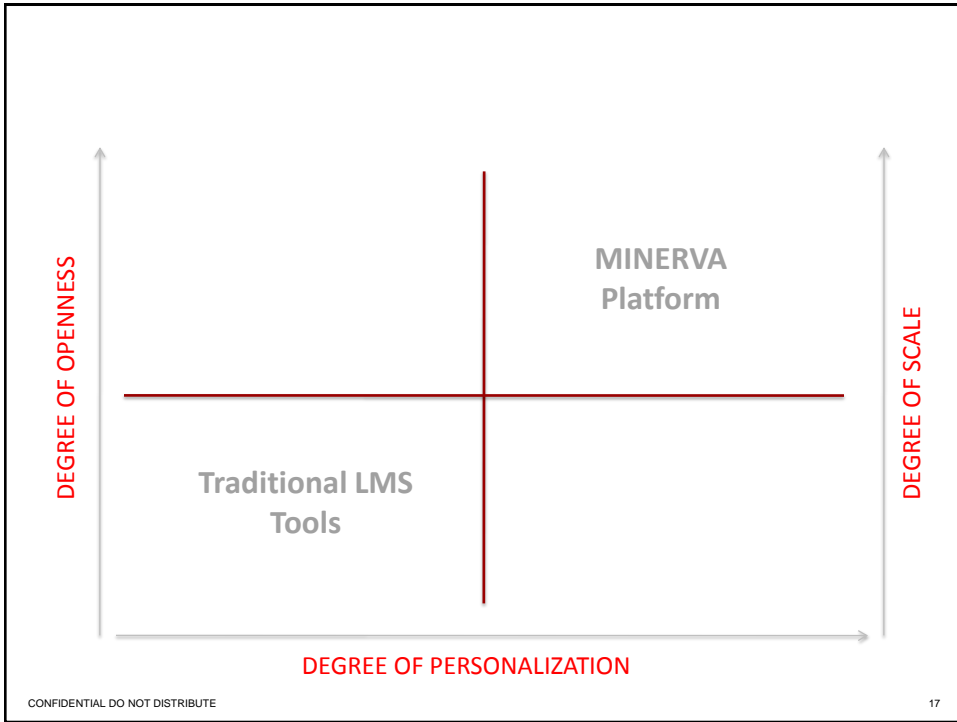 DEGREE OF OPENNESS
MINERVA
Platform
DEGREE OF SCALE
Traditional LMS
Tools
DEGREE OF PERSONALIZATION
CONFIDENTIAL DO NOT DISTRIBUTE
17